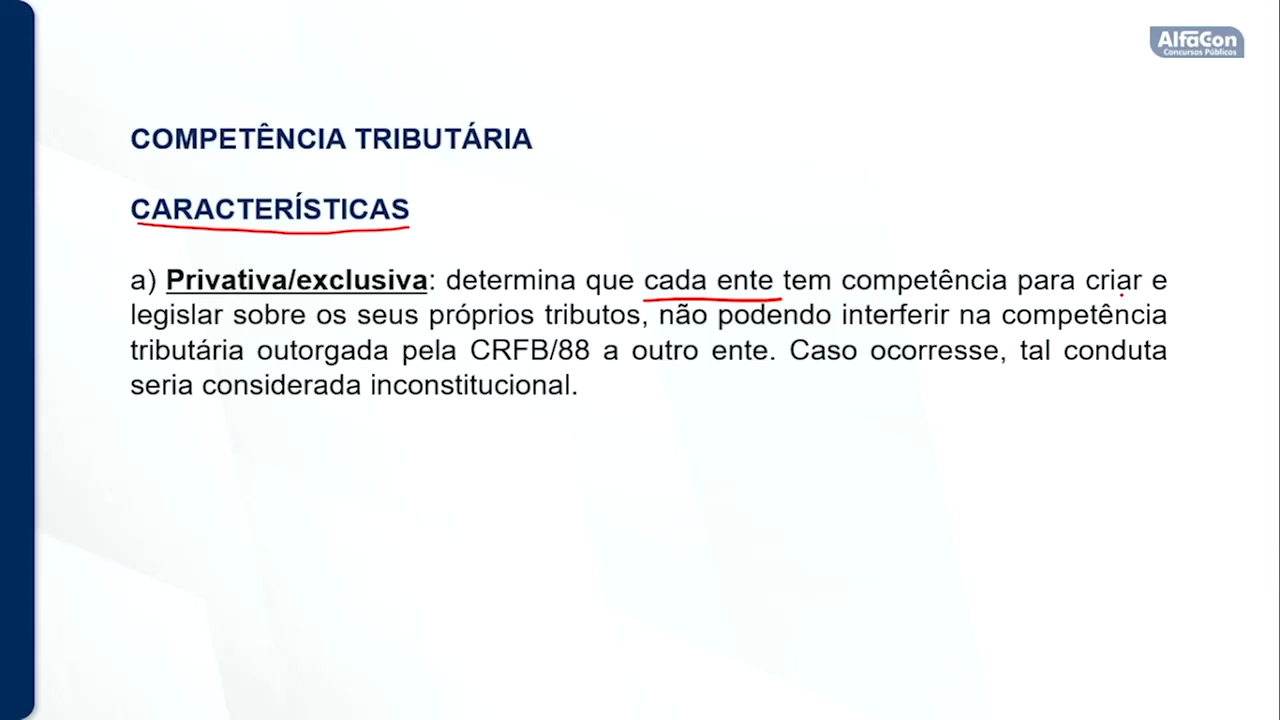 AlfaCon
Concursos Públicos
COMPETÊNCIA TRIBUTÁRIA
CARACTERÍSTICAS
a) Privativa/exclusiva: determina que cada ente tem competência para criar e
legislar sobre os seus próprios tributos, não podendo interferir na competência
tributária outorgada pela CRFB/88 a outro ente. Caso ocorresse, tal conduta
seria considerada inconstitucional.